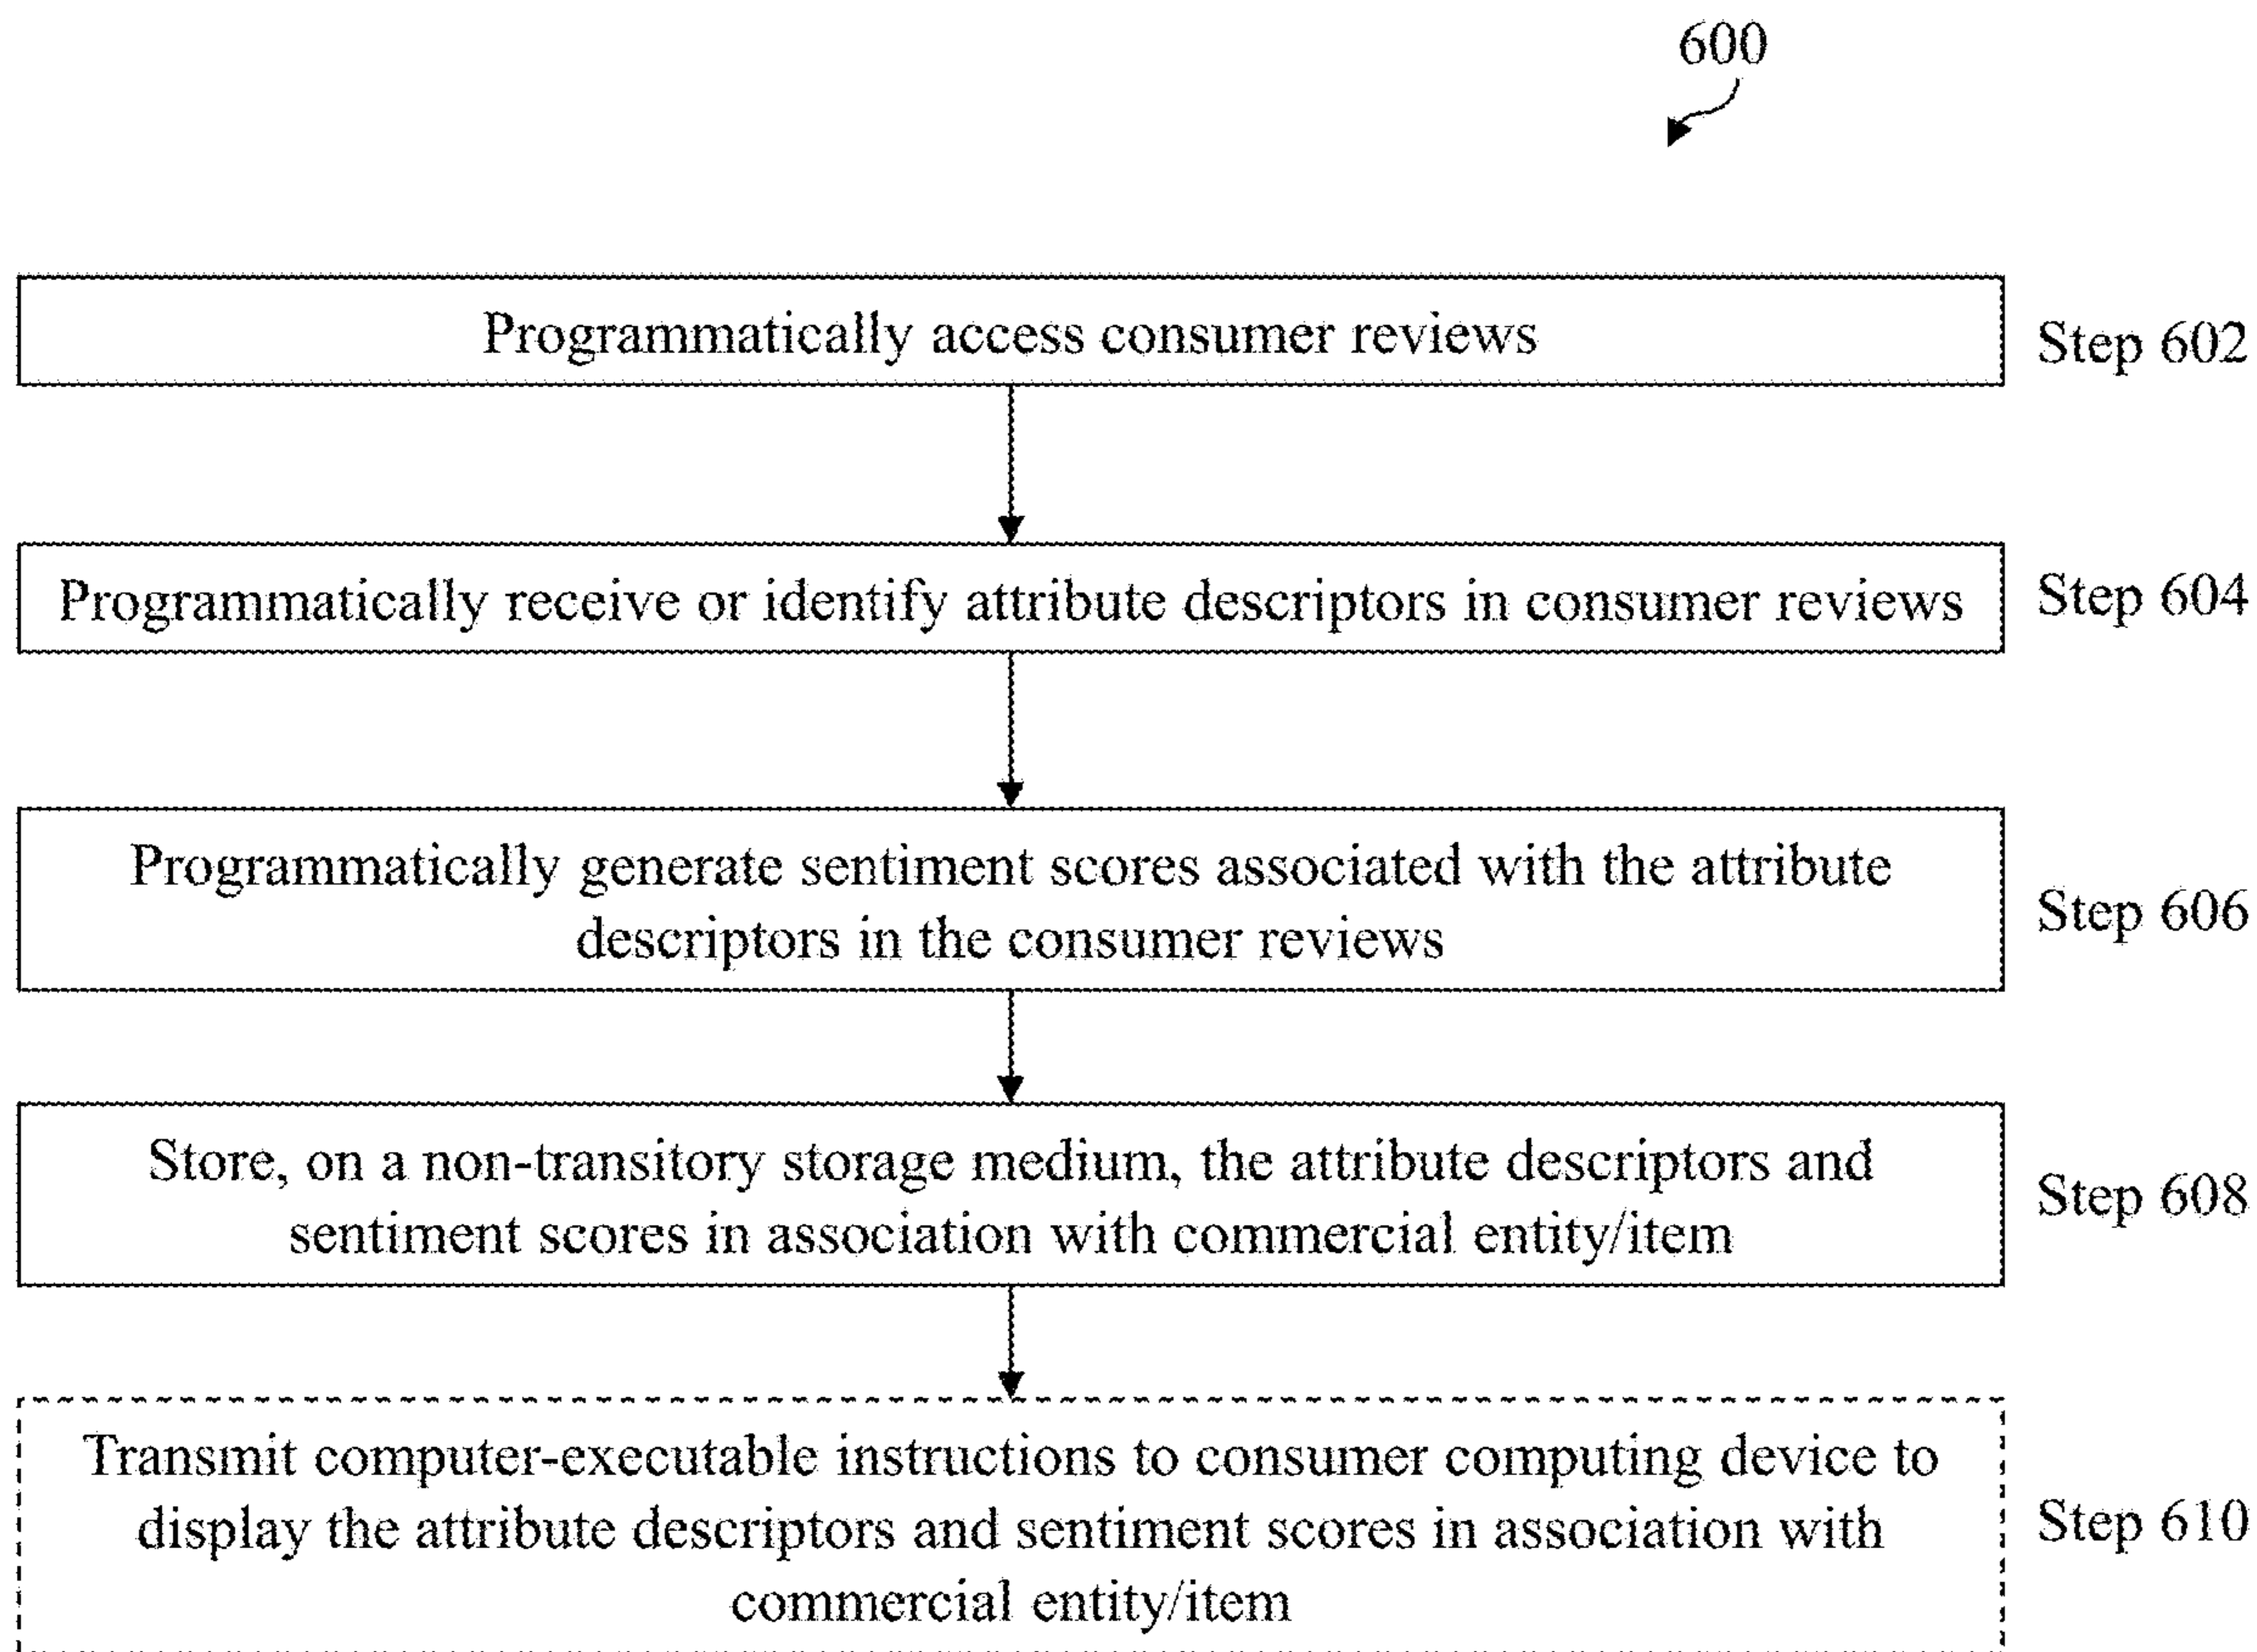 600
Programmatically access consumer reviews
Step 602
Programmatically receive or identify attribute descriptors in consumer reviews
Step 604
Programmatically generate sentiment scores associated with the attribute
descriptors in the consumer reviews
Step 606
Store, on a non-transitory storage medium, the attribute descriptors and
sentiment scores in association with commercial entity/item
Step 608
Transmit computer-executable instructions to consumer computing device to
display the attribute descriptors and sentiment scores in association with
commercial entity/item
Step 610